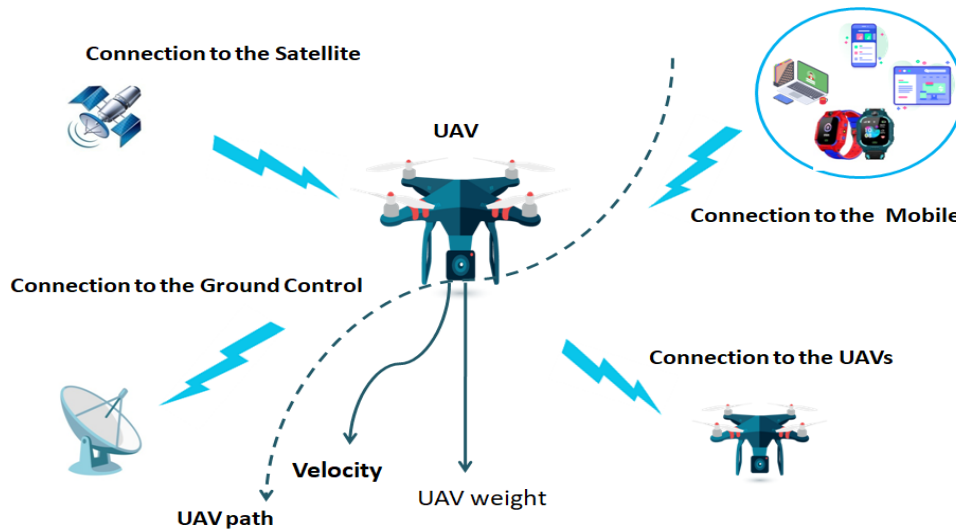 Connection to the Satellite
UAV
Connection to the  Mobile
Connection to the Ground Control
Connection to the UAVs
Velocity
UAV weight
UAV path